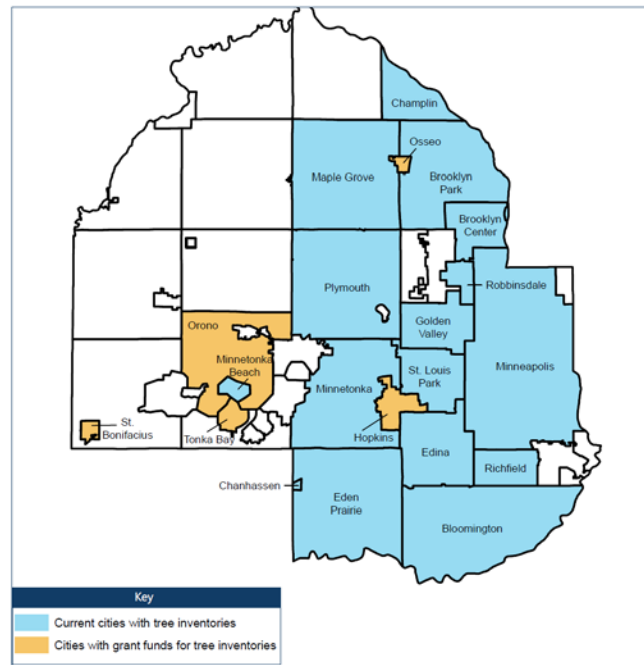 Champlin
Osseo
Maple Grove
Brooklyn
Park
Brooklyn
Center
Plymouth
Robbinsdale
Orono
Golden
Valley
Minnetonka
Beach
Minneapolis
St. Louis
Park
Minnetonka
St.
Bonifacius
Tonka Bay
Hopkins
Edina
Richfield
Chanhassen
Eden
Prairie
Bloomington
Key
Current cities with tree inventories
Cities with grant funds for tree inventories